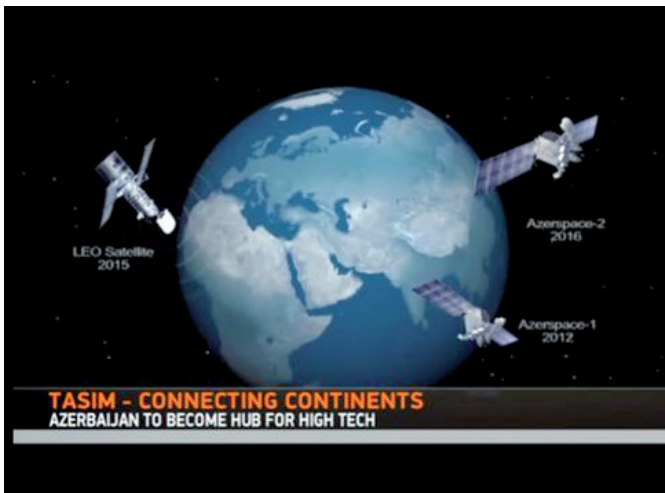 LEO Satellite
2015
Azerspace-2
2016
Azerspace-1
2012
TASIM - CONNECTING CONTINENTS
AZERBAIJAN TO BECOME HUB FOR HIGH TECH